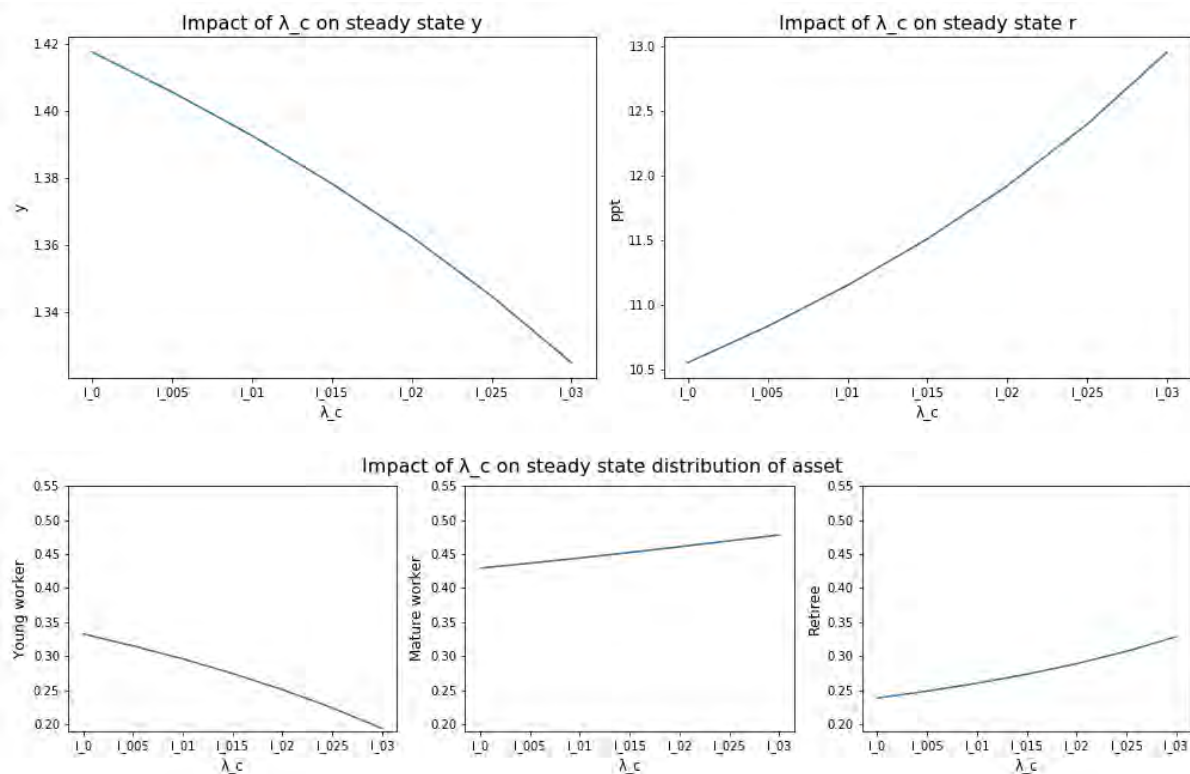 Impact of λ_c on steady state y
y
1.42
1.40
1.38
1.36
1.34
l_0 l_005 l_01 l_015 l_02 l_025 l_03
λ_c
Impact of λ_c on steady state r
ppt
13.0
12.5
12.0
11.5
11.0
10.5
l_0 l_005 l_01 l_015 l_02 l_025 l_03
λ_c
Impact of λ_c on steady state distribution of asset
Young worker
0.55
0.50
0.45
0.40
0.35
0.30
0.25
0.20
l_0 l_005 l_01 l_015 l_02 l_025 l_03
λ_c
Mature worker
0.55
0.50
0.45
0.40
0.35
0.30
0.25
0.20
l_0 l_005 l_01 l_015 l_02 l_025 l_03
λ_c
Retiree
0.55
0.50
0.45
0.40
0.35
0.30
0.25
0.20
l_0 l_005 l_01 l_015 l_02 l_025 l_03
λ_c